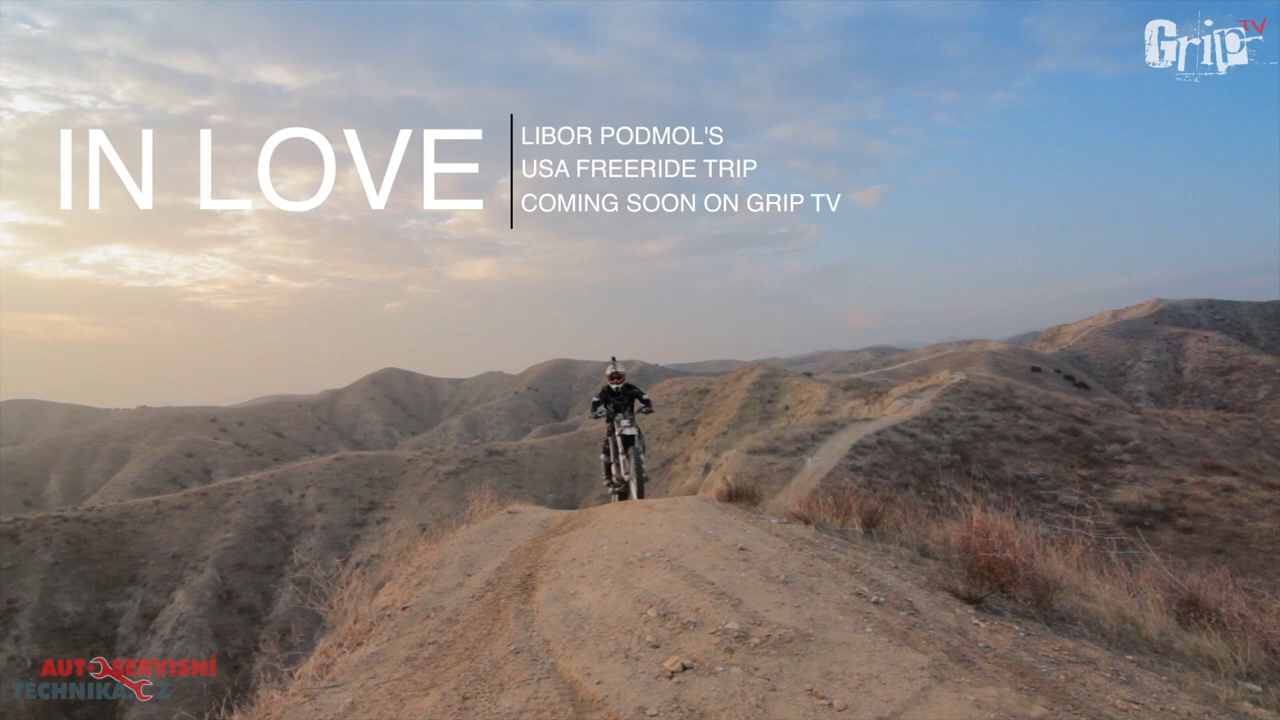 Grip TV
IN LOVE
LIBOR PODMOL'S
USA FREERIDE TRIP
COMING SOON ON GRIP TV
AUTOSERVISNÍ
TECHNIKA.CZ